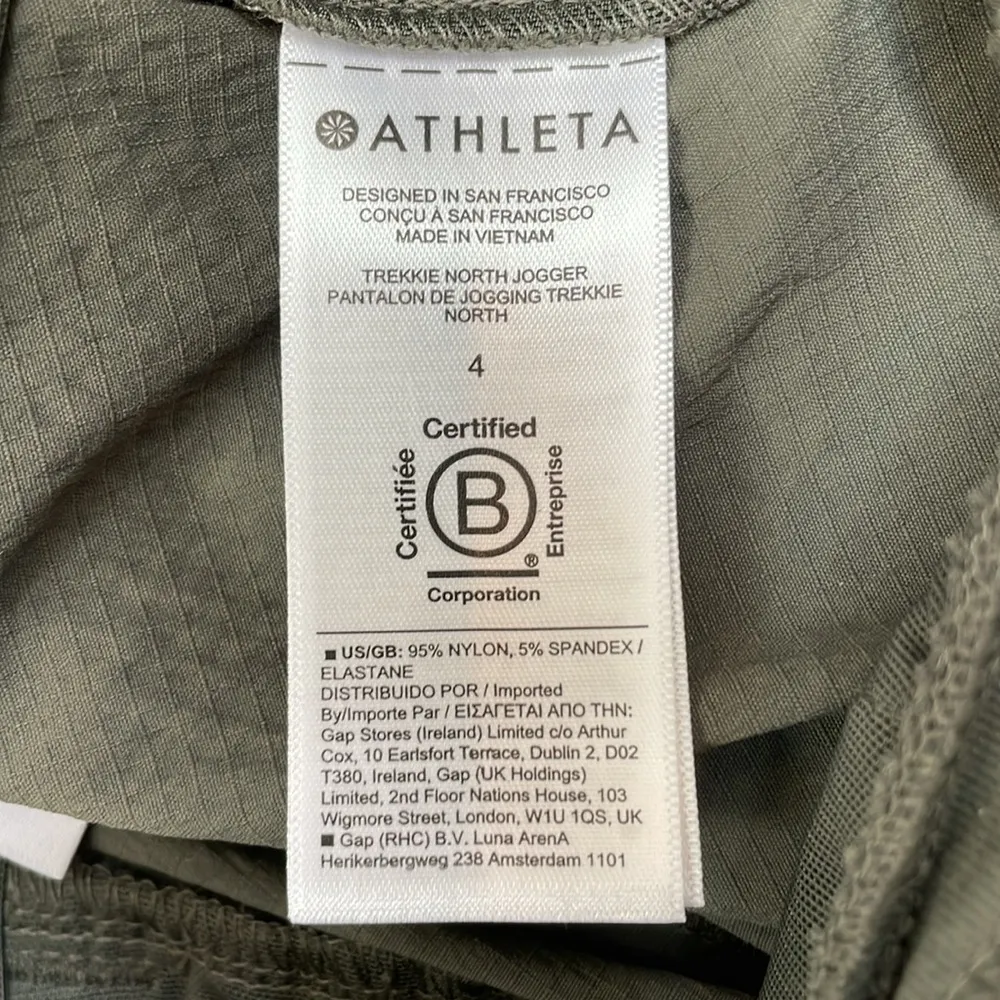 ATHLETA
DESIGNED IN SAN FRANCISCO
CONÇU À SAN FRANCISCO
MADE IN VIETNAM
TREKKIE NORTH JOGGER
PANTALON DE JOGGING TREKKIE
NORTH
4
Certified
Certifiée
B
Entreprise
®
Corporation
US/GB: 95% NYLON, 5% SPANDEX /
ELASTANE
DISTRIBUIDO POR / Imported
By/Importe Par / ΕΙΣΑΓΕΤΑΙ ΑΠΟ ΤΗΝ:
Gap Stores (Ireland) Limited c/o Arthur
Cox, 10 Earlsfort Terrace, Dublin 2, D02
T380, Ireland, Gap (UK Holdings)
Limited, 2nd Floor Nations House, 103
Wigmore Street, London, W1U 1QS, UK
Gap (RHC) B.V. Luna ArenA
Herikerbergweg 238 Amsterdam 1101